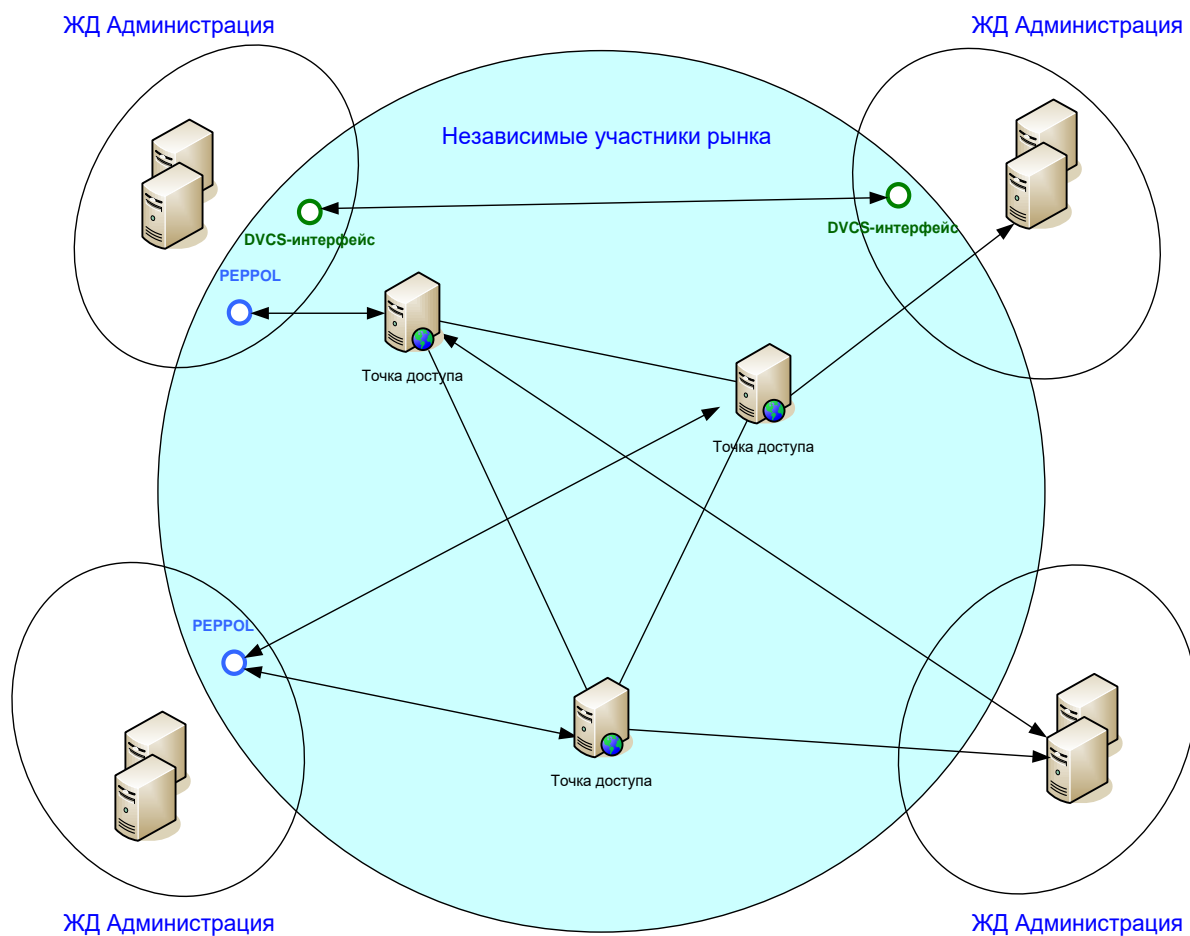 ЖД Администрация
ЖД Администрация
Независимые участники рынка
DVCS-интерфейс
DVCS-интерфейс
PEPPOL
Точка доступа
Точка доступа
PEPPOL
Точка доступа
ЖД Администрация
ЖД Администрация